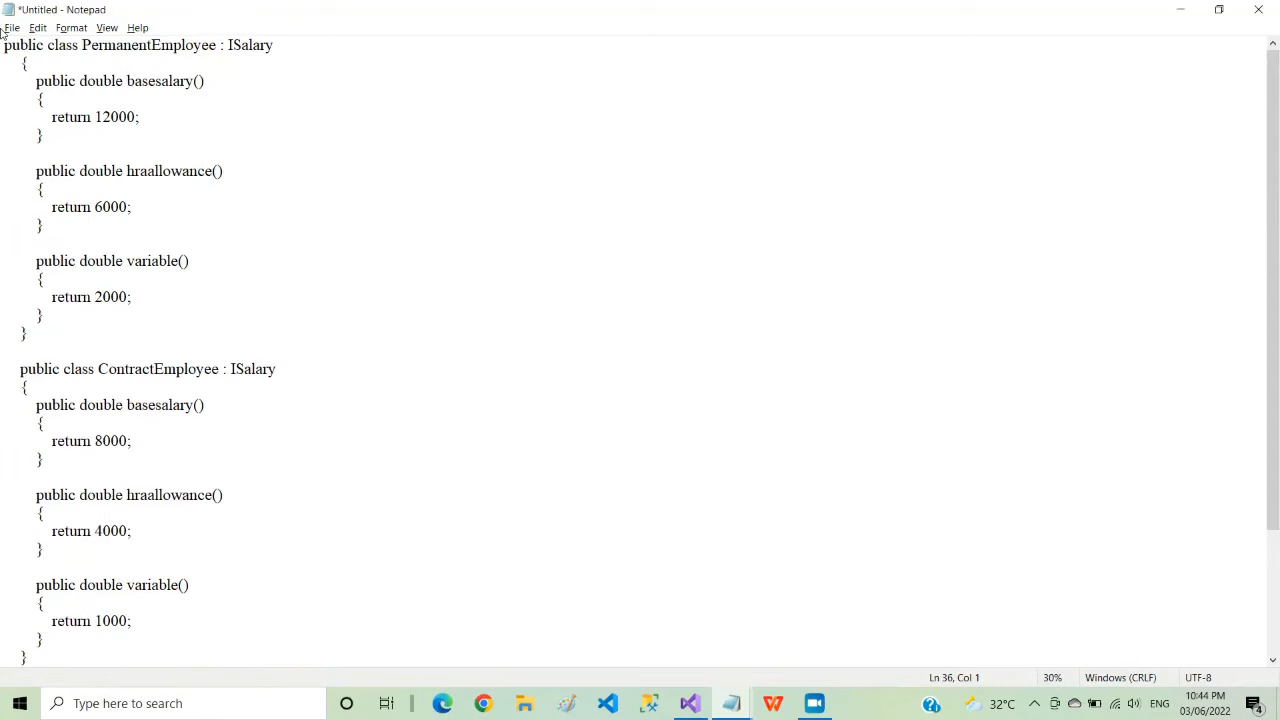 *Untitled - Notepad
File Edit Format View Help
public class PermanentEmployee : ISalary
{
public double basesalary()
{
return 12000;
}
public double hraallowance()
{
return 6000;
}
public double variable()
{
return 2000;
}
}
public class ContractEmployee : ISalary
{
public double basesalary()
{
return 8000;
}
public double hraallowance()
{
return 4000;
}
public double variable()
{
return 1000;
}
}
Ln 36, Col 1 30% Windows (CRLF) UTF-8
Type here to search 32°C ENG 10:44 PM
03/06/2022 4